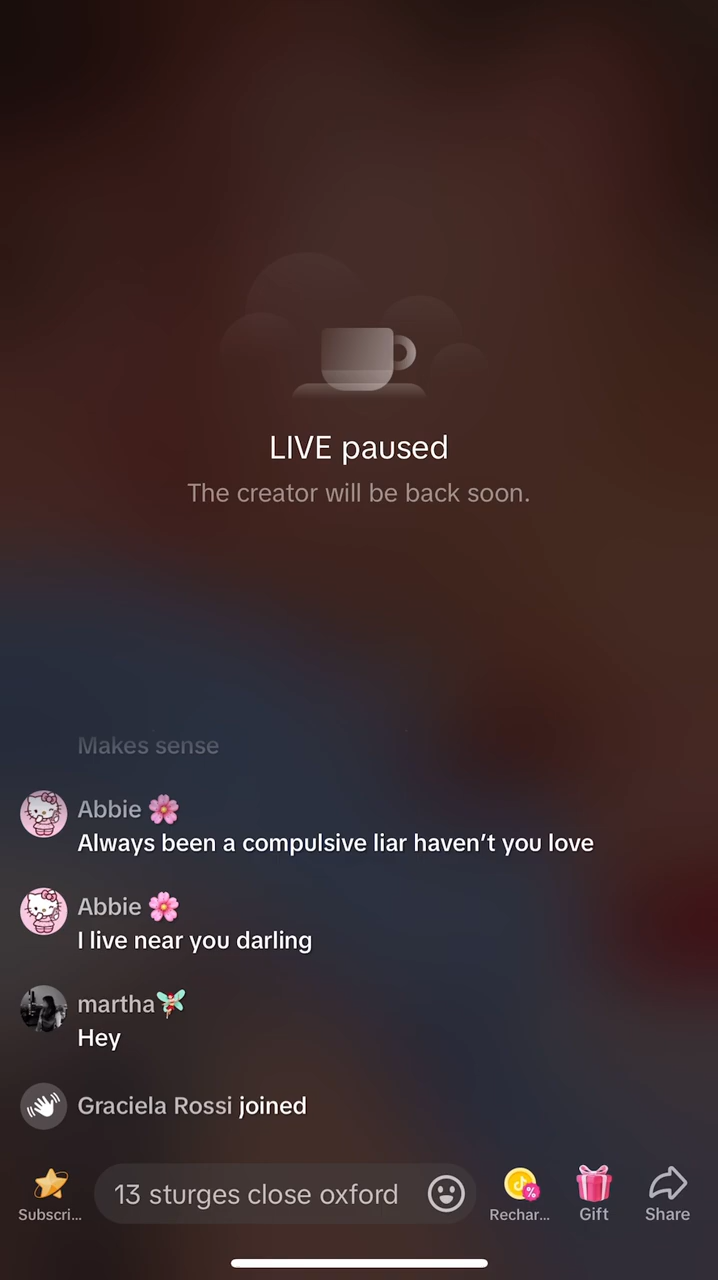 LIVE paused
The creator will be back soon.
Makes sense
Abbie 🌸
Always been a compulsive liar haven't you love
Abbie 🌸
I live near you darling
martha🧚
Hey
Graciela Rossi joined
13 sturges close oxford
Subscri...
Rechar...
Gift
Share